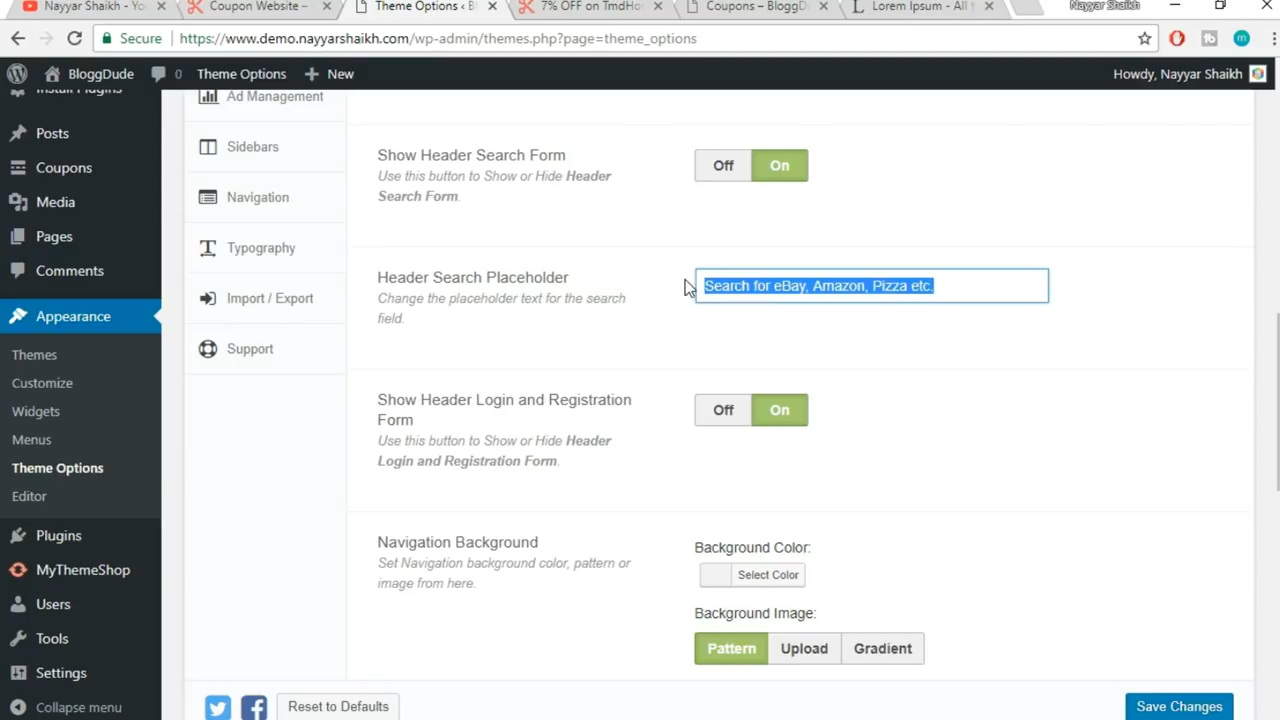 Nayyar Shaikh - Yo
Coupon Website –
Theme Options ‹ B
7% OFF on TmdHo
Coupons – BloggD
Lorem Ipsum - All
Nayyar Shaikh
Secure
https://www.demo.nayyarshaikh.com/wp-admin/themes.php?page=theme_options
BloggDude
0
Theme Options
New
Howdy, Nayyar Shaikh
Install Plugins
Posts
Coupons
Media
Pages
Comments
Appearance
Themes
Customize
Widgets
Menus
Theme Options
Editor
Plugins
MyThemeShop
Users
Tools
Settings
Collapse menu
Ad Management
Sidebars
Navigation
Typography
Import / Export
Support
Show Header Search Form
Use this button to Show or Hide Header
Search Form.
Off On
Header Search Placeholder
Change the placeholder text for the search
field.
Search for eBay, Amazon, Pizza etc.
Show Header Login and Registration
Form
Use this button to Show or Hide Header
Login and Registration Form.
Off On
Navigation Background
Set Navigation background color, pattern or
image from here.
Background Color:
Select Color
Background Image:
Pattern Upload Gradient
Reset to Defaults
Save Changes